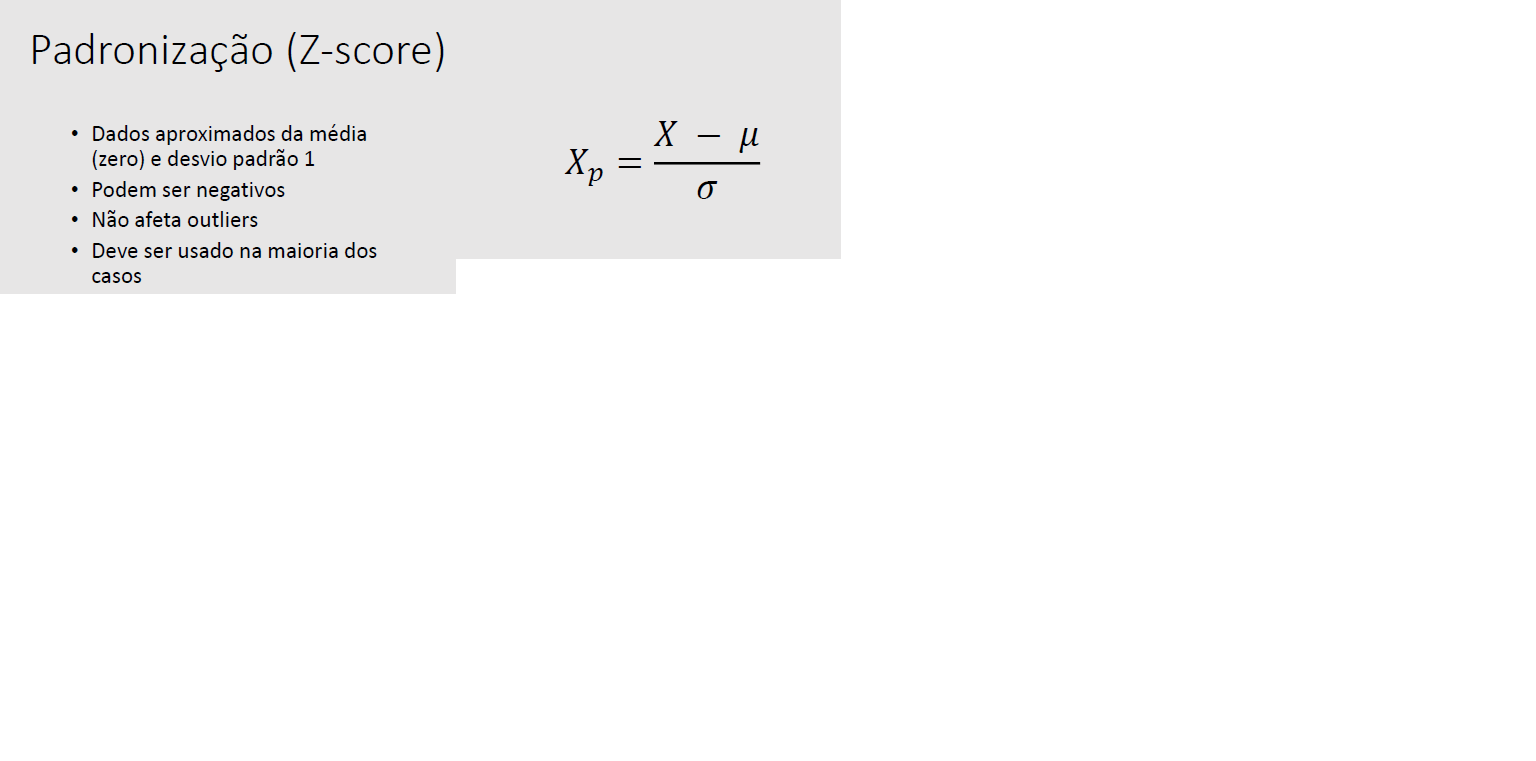 Padronização (Z-score)
• Dados aproximados da média
(zero) e desvio padrão 1
• Podem ser negativos
• Não afeta outliers
• Deve ser usado na maioria dos
casos
X_p = (X − μ) / σ